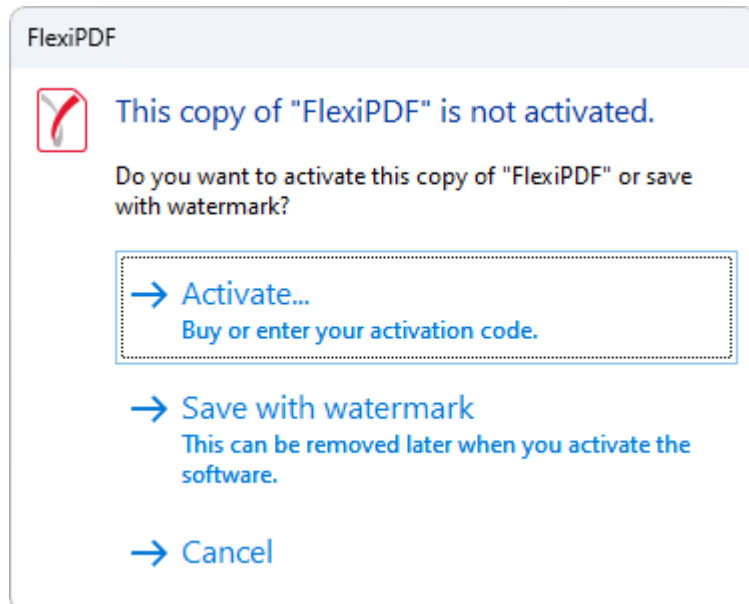 FlexiPDF
This copy of "FlexiPDF" is not activated.
Do you want to activate this copy of "FlexiPDF" or save
with watermark?
Activate...
Buy or enter your activation code.
Save with watermark
This can be removed later when you activate the
software.
Cancel